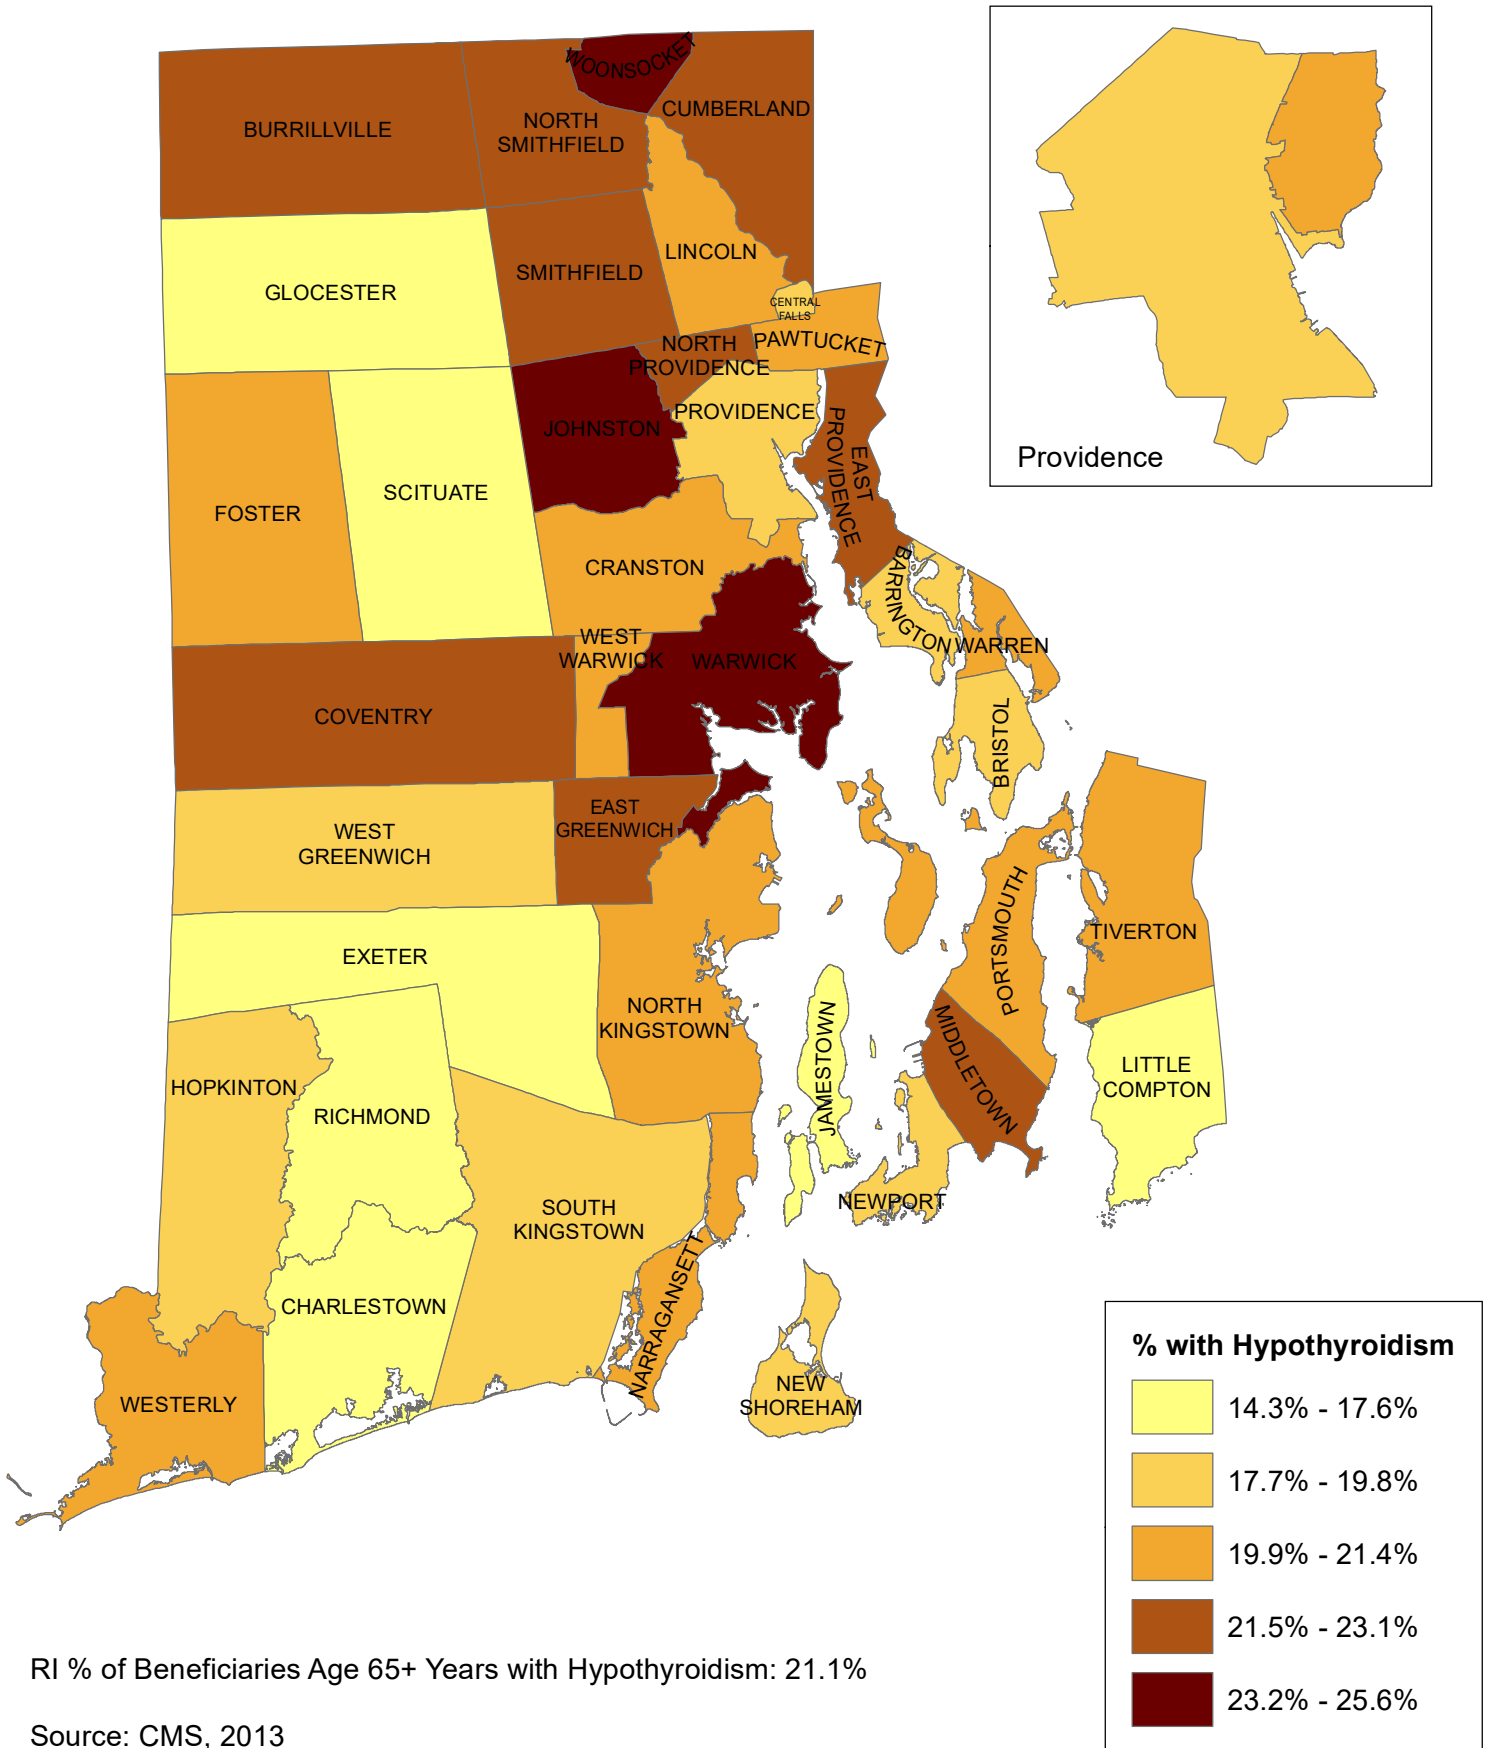 WOONSOCKET
CUMBERLAND
BURRILLVILLE
NORTH
SMITHFIELD
LINCOLN
SMITHFIELD
GLOCESTER
CENTRAL
FALLS
PAWTUCKET
NORTH
PROVIDENCE
PROVIDENCE
JOHNSTON
EAST
PROVIDENCE
SCITUATE
FOSTER
CRANSTON
BARRINGTON
WARREN
WEST
WARWICK
WARWICK
COVENTRY
BRISTOL
EAST
GREENWICH
WEST
GREENWICH
PORTSMOUTH
TIVERTON
EXETER
NORTH
KINGSTOWN
JAMESTOWN
MIDDLETOWN
LITTLE
COMPTON
HOPKINTON
RICHMOND
NEWPORT
SOUTH
KINGSTOWN
CHARLESTOWN
NARRAGANSETT
WESTERLY
NEW
SHOREHAM
Providence
% with Hypothyroidism
14.3% - 17.6%
17.7% - 19.8%
19.9% - 21.4%
21.5% - 23.1%
23.2% - 25.6%
RI % of Beneficiaries Age 65+ Years with Hypothyroidism: 21.1%
Source: CMS, 2013